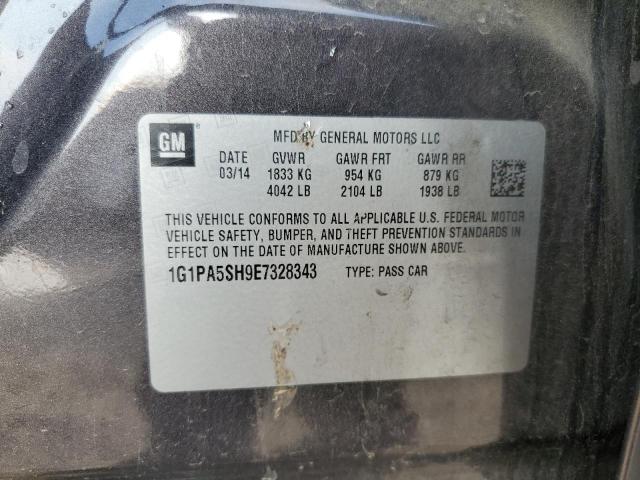 GM®
MFD BY GENERAL MOTORS LLC
DATE GVWR GAWR FRT GAWR RR
03/14 1833 KG 954 KG 879 KG
4042 LB 2104 LB 1938 LB
THIS VEHICLE CONFORMS TO ALL APPLICABLE U.S. FEDERAL MOTOR
VEHICLE SAFETY, BUMPER, AND THEFT PREVENTION STANDARDS IN
EFFECT ON THE DATE OF MANUFACTURE SHOWN ABOVE.
1G1PA5SH9E7328343 TYPE: PASS CAR